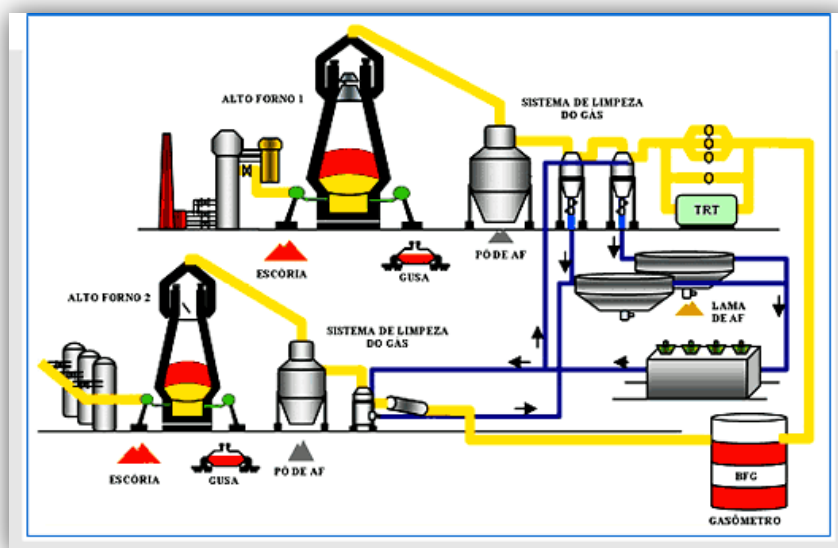 ALTO FORNO 1
SISTEMA DE LIMPEZA
DO GÁS
TRT
ESCÓRIA
GUSA
PÓ DE AF
LAMA
DE AF
ALTO FORNO 2
SISTEMA DE LIMPEZA
DO GÁS
ESCÓRIA
GUSA
PÓ DE AF
BFG
GASÔMETRO